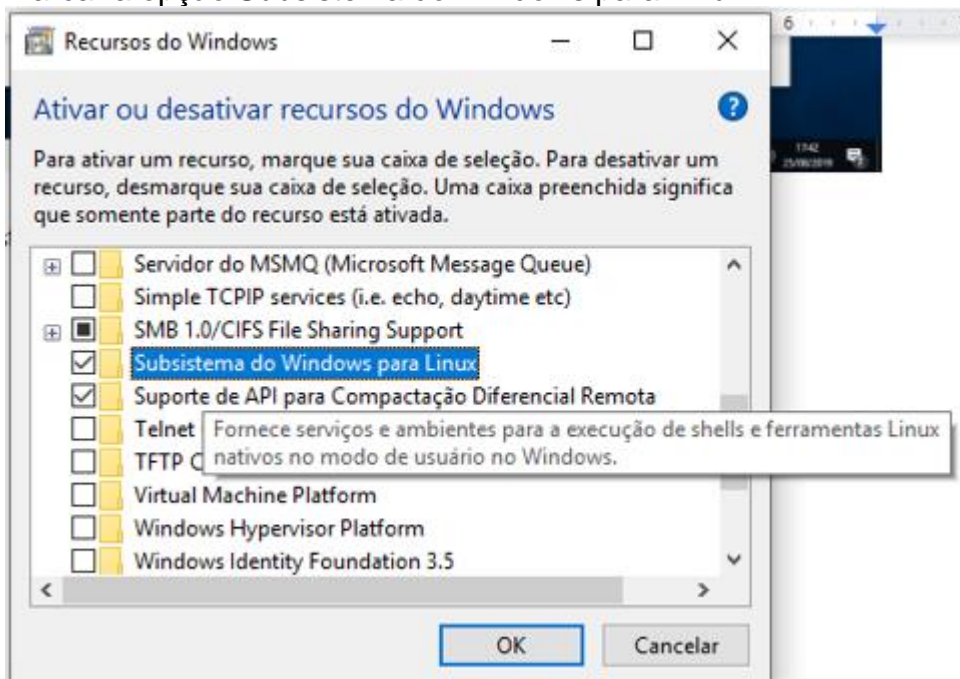 Recursos do Windows
6
Ativar ou desativar recursos do Windows
?
Para ativar um recurso, marque sua caixa de seleção. Para desativar um
recurso, desmarque sua caixa de seleção. Uma caixa preenchida significa
que somente parte do recurso está ativada.
1142
25/06/2019
Servidor do MSMQ (Microsoft Message Queue)
Simple TCPIP services (i.e. echo, daytime etc)
SMB 1.0/CIFS File Sharing Support
Subsistema do Windows para Linux
Suporte de API para Compactação Diferencial Remota
Telnet
Fornece serviços e ambientes para a execução de shells e ferramentas Linux
nativos no modo de usuário no Windows.
TFTP C
Virtual Machine Platform
Windows Hypervisor Platform
Windows Identity Foundation 3.5
OK
Cancelar